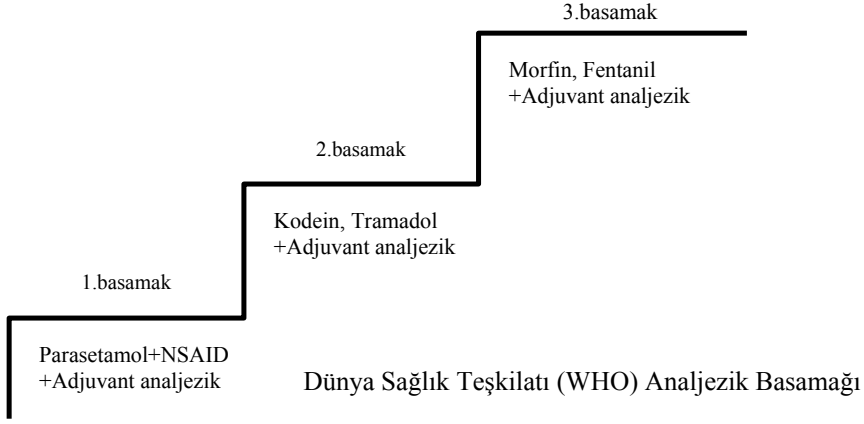 3.basamak
Morfin, Fentanil
+Adjuvant analjezik
2.basamak
Kodein, Tramadol
+Adjuvant analjezik
1.basamak
Parasetamol+NSAID
+Adjuvant analjezik
Dünya Sağlık Teşkilatı (WHO) Analjezik Basamağı